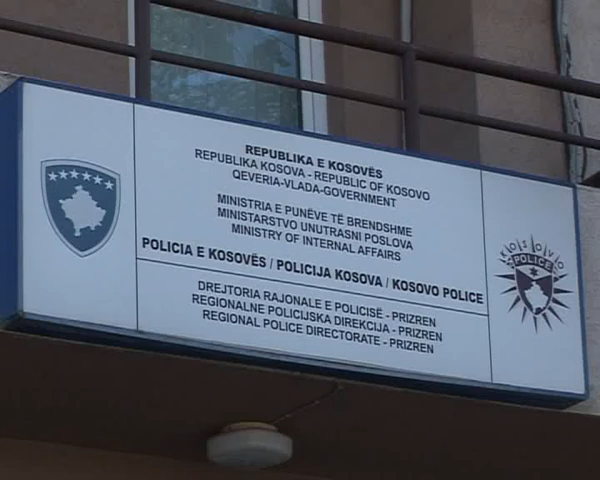 REPUBLIKA E KOSOVËS
REPUBLIKA KOSOVA - REPUBLIC OF KOSOVO
QEVERIA-VLADA-GOVERNMENT
MINISTRIA E PUNËVE TË BRENDSHME
MINISTARSTVO UNUTRASNI POSLOVA
MINISTRY OF INTERNAL AFFAIRS
POLICIA E KOSOVËS / POLICIJA KOSOVA / KOSOVO POLICE
DREJTORIA RAJONALE E POLICISË - PRIZREN
REGIONALNE POLICIJSKA DIREKCIJA - PRIZREN
REGIONAL POLICE DIRECTORATE - PRIZREN
KOSOVO
POLICE